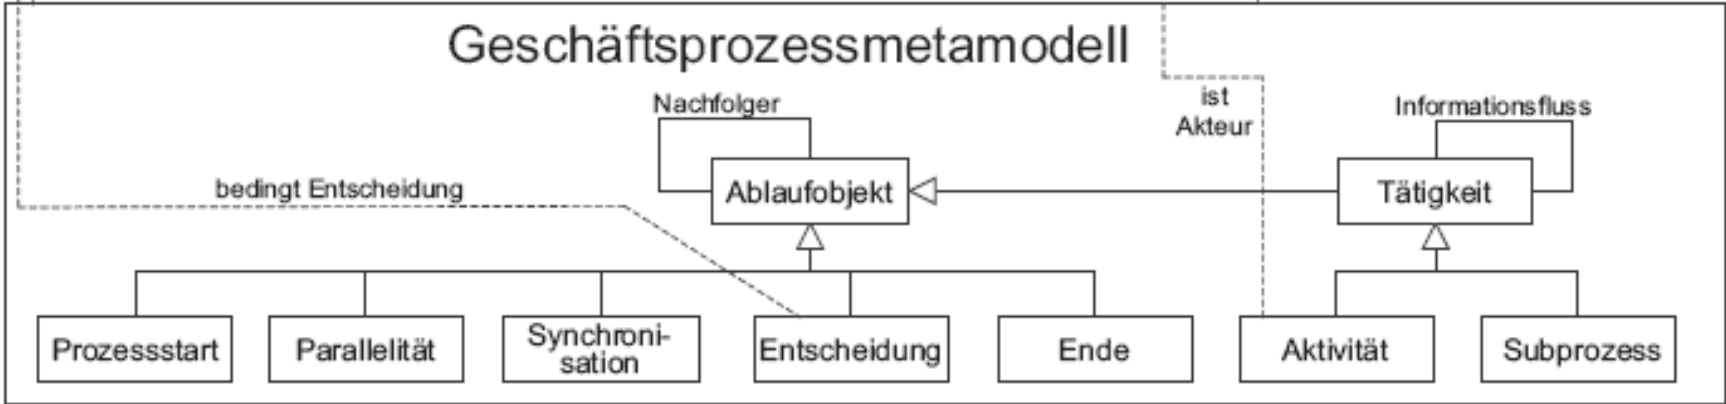 Geschäftsprozessmetamodell
Nachfolger
ist
Akteur
Informationsfluss
bedingt Entscheidung
Ablaufobjekt
Tätigkeit
Prozessstart
Parallelität
Synchroni-
sation
Entscheidung
Ende
Aktivität
Subprozess